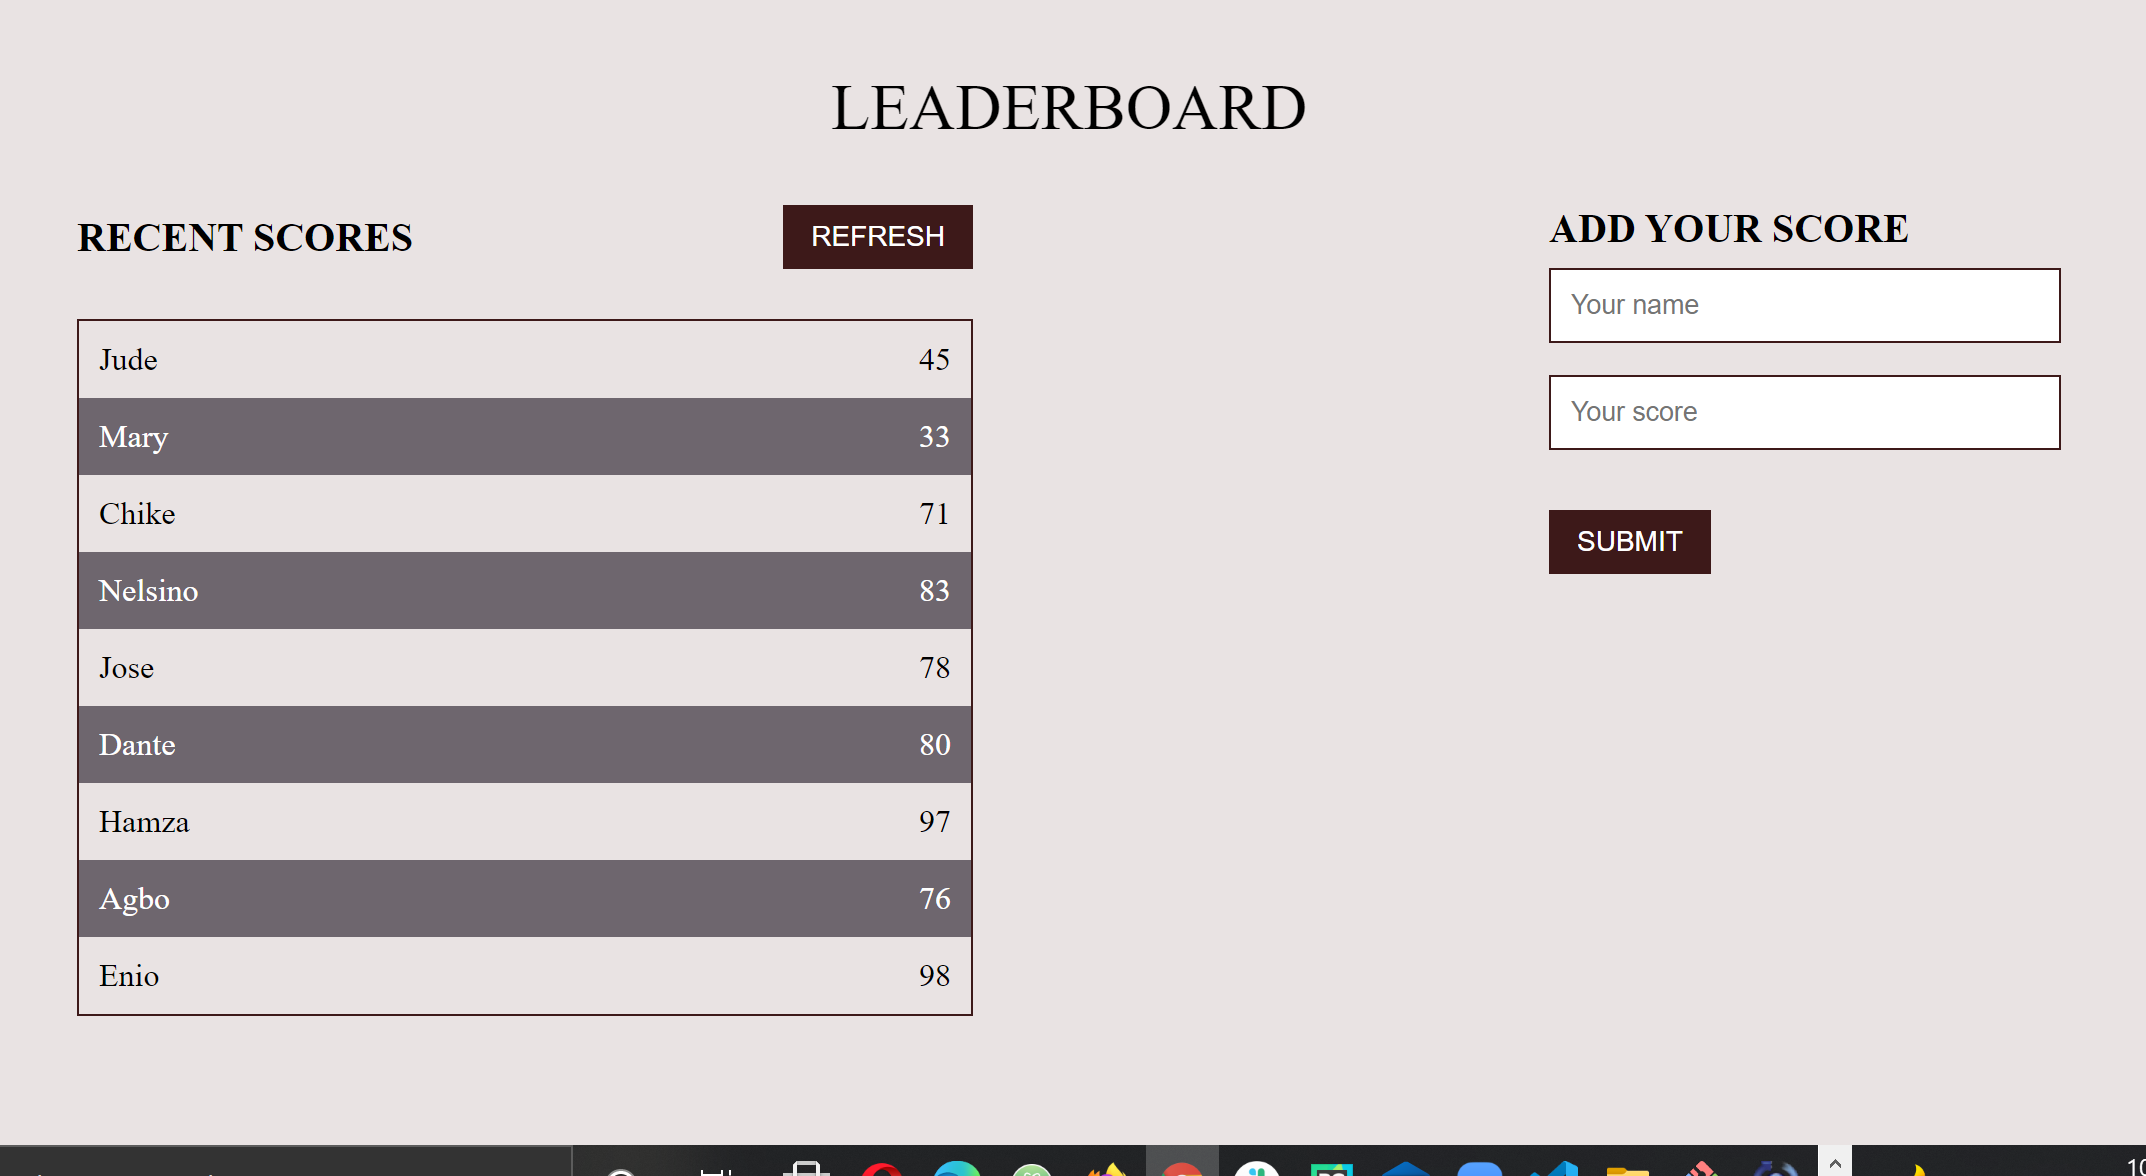 LEADERBOARD
RECENT SCORES
REFRESH
Jude 45
Mary 33
Chike 71
Nelsino 83
Jose 78
Dante 80
Hamza 97
Agbo 76
Enio 98
ADD YOUR SCORE
Your name
Your score
SUBMIT